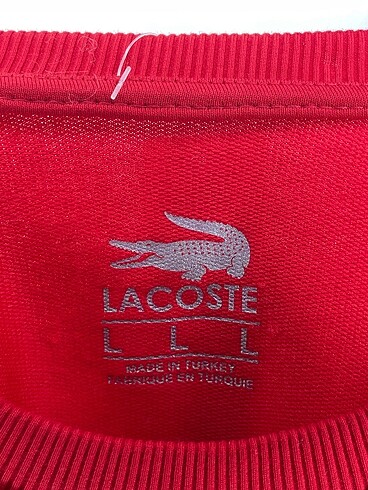 LACOSTE
L L L
MADE IN TURKEY
FABRIQUE EN TURQUIE